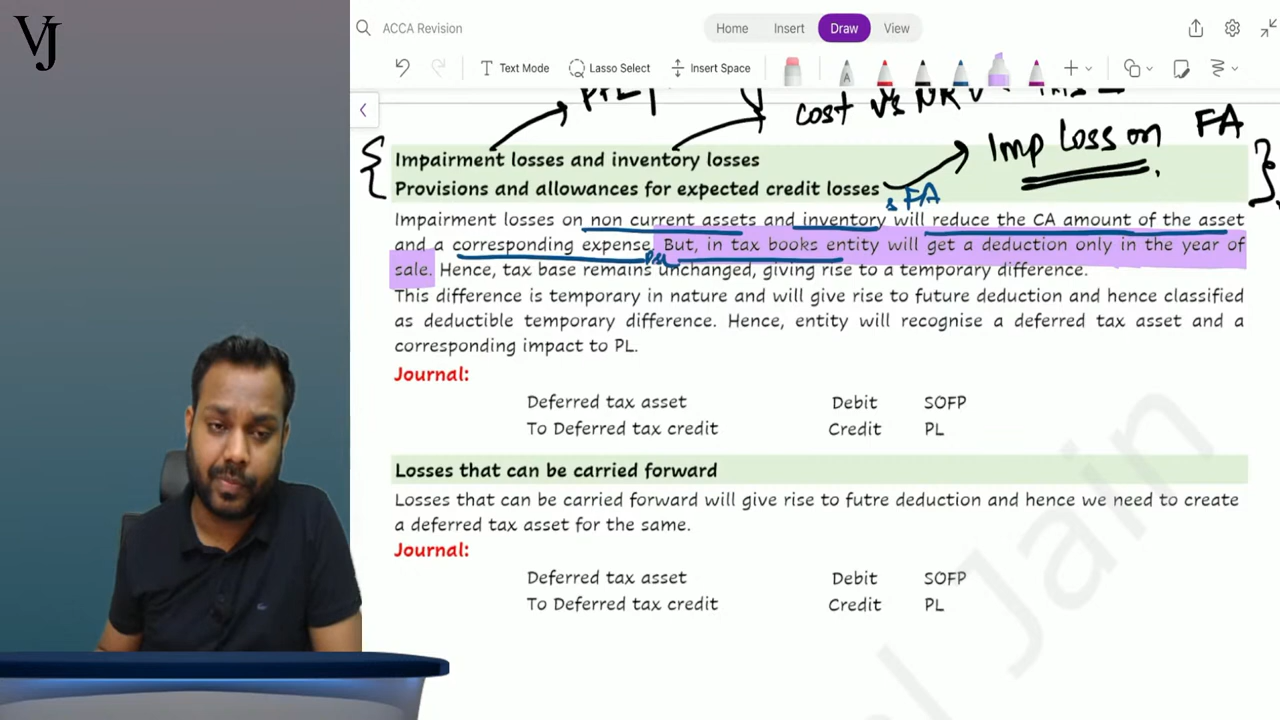 VJ
ACCA Revision
Home Insert Draw View
Text Mode Lasso Select Insert Space
cost vs NRV
Imp Loss on FA
Impairment losses and inventory losses
Provisions and allowances for expected credit losses
& FA
Impairment losses on non current assets and inventory will reduce the CA amount of the asset
and a corresponding expense. But, in tax books entity will get a deduction only in the year of
sale. Hence, tax base remains unchanged, giving rise to a temporary difference.
This difference is temporary in nature and will give rise to future deduction and hence classified
as deductible temporary difference. Hence, entity will recognise a deferred tax asset and a
corresponding impact to PL.
Journal:
Deferred tax asset Debit SOFP
To Deferred tax credit Credit PL
Losses that can be carried forward
Losses that can be carried forward will give rise to futre deduction and hence we need to create
a deferred tax asset for the same.
Journal:
Deferred tax asset Debit SOFP
To Deferred tax credit Credit PL
Jain